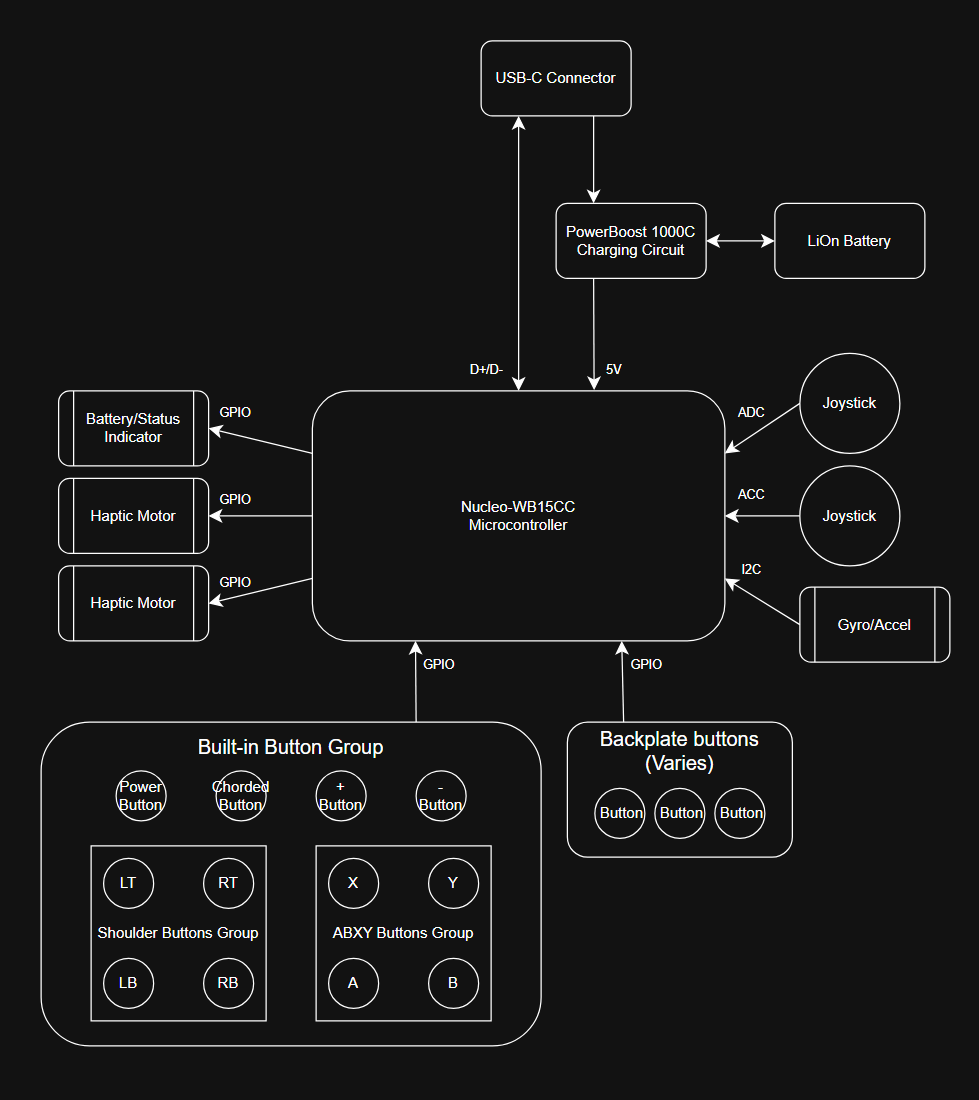 USB-C Connector
PowerBoost 1000C
Charging Circuit
LiOn Battery
D+/D-
5V
Battery/Status
Indicator
GPIO
Haptic Motor
GPIO
Haptic Motor
GPIO
Nucleo-WB15CC
Microcontroller
ADC
Joystick
ACC
Joystick
I2C
Gyro/Accel
GPIO
GPIO
Built-in Button Group
Power
Button
Chorded
Button
+
Button
-
Button
LT
RT
Shoulder Buttons Group
LB
RB
X
Y
ABXY Buttons Group
A
B
Backplate buttons
(Varies)
Button
Button
Button